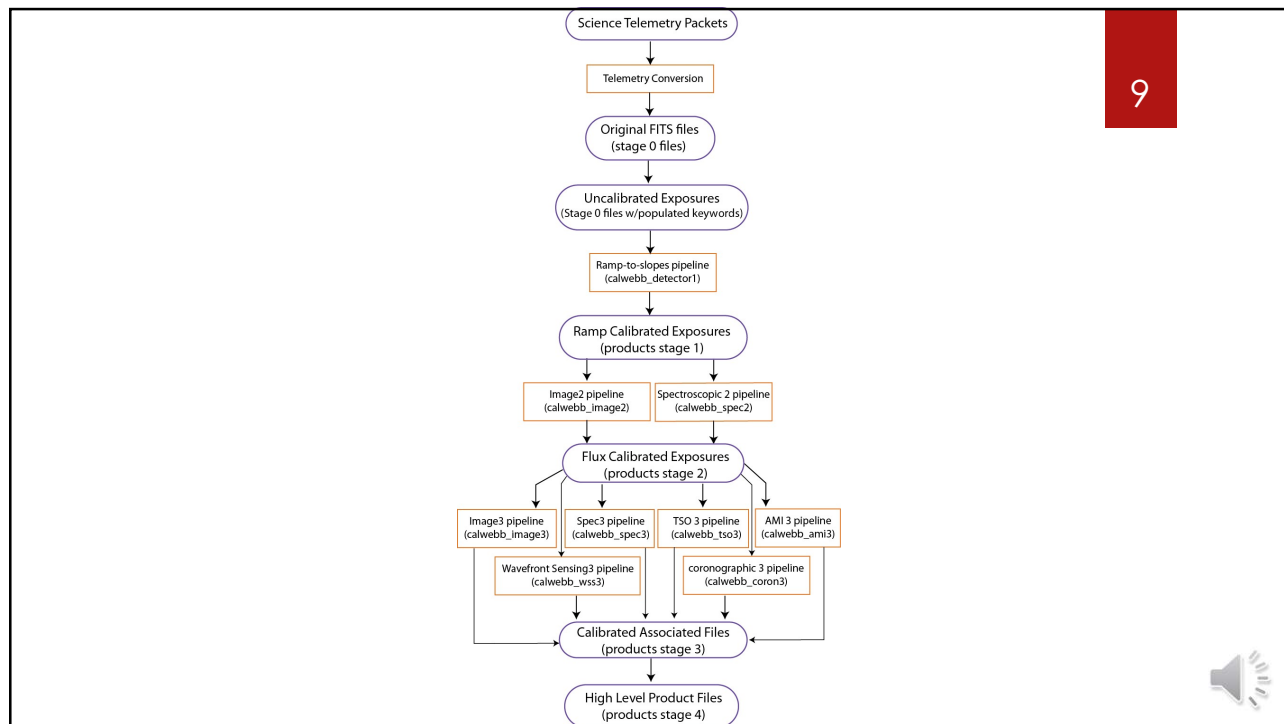 Science Telemetry Packets
9
Telemetry Conversion
Original FITS files
(stage 0 files)
Uncalibrated Exposures
(Stage 0 files w/populated keywords)
Ramp-to-slopes pipeline
(calwebb_detector1)
Ramp Calibrated Exposures
(products stage 1)
Image2 pipeline
(calwebb_image2)
Spectroscopic 2 pipeline
(calwebb_spec2)
Flux Calibrated Exposures
(products stage 2)
Image3 pipeline
(calwebb_image3)
Spec3 pipeline
(calwebb_spec3)
TSO 3 pipeline
(calwebb_tso3)
AMI 3 pipeline
(calwebb_ami3)
Wavefront Sensing3 pipeline
(calwebb_wss3)
coronographic 3 pipeline
(calwebb_coron3)
Calibrated Associated Files
(products stage 3)
High Level Product Files
(products stage 4)